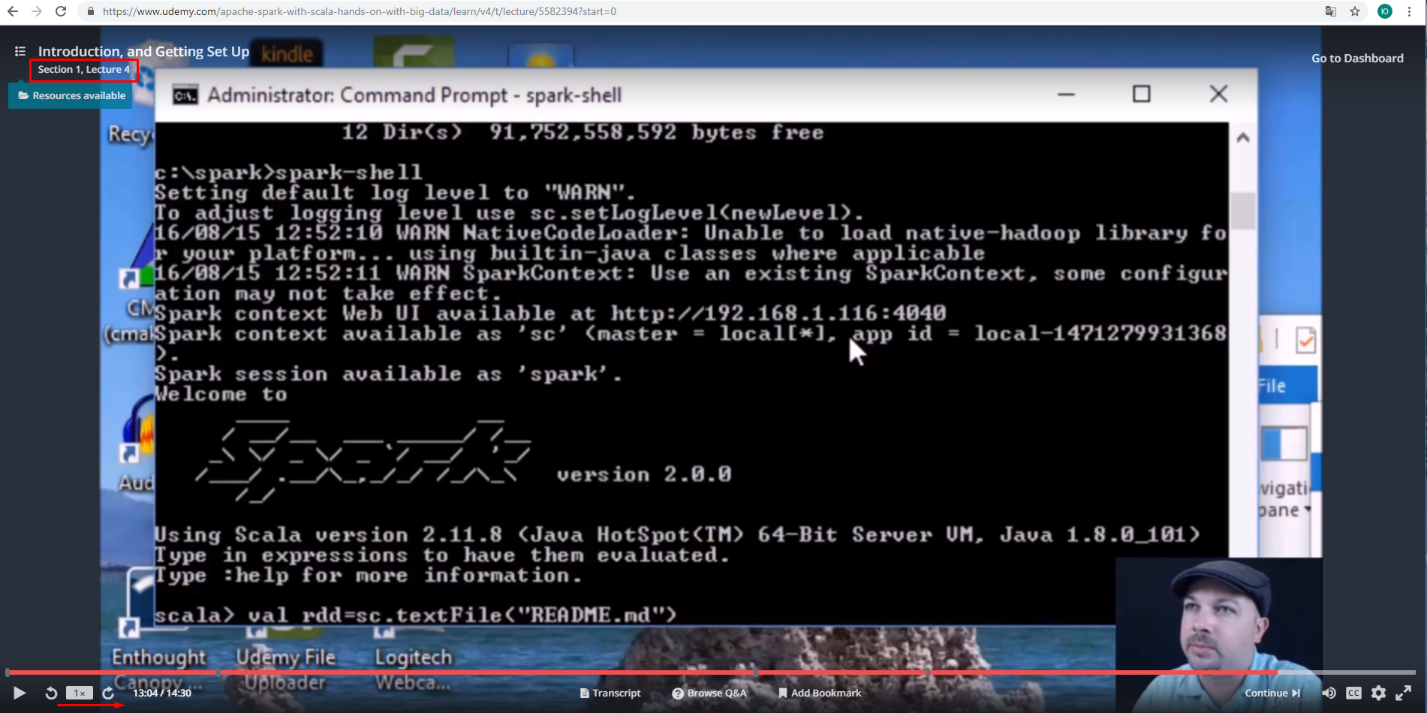 https://www.udemy.com/apache-spark-with-scala-hands-on-with-big-data/learn/v4/t/lecture/5582394?start=0
Introduction, and Getting Set Up
kindle
Go to Dashboard
Section 1, Lecture 4
Resources available
Administrator: Command Prompt - spark-shell
Recy
12 Dir(s) 91,752,558,592 bytes free
c:\spark>spark-shell
Setting default log level to "WARN".
To adjust logging level use sc.setLogLevel(newLevel).
16/08/15 12:52:10 WARN NativeCodeLoader: Unable to load native-hadoop library fo
r your platform... using builtin-java classes where applicable
16/08/15 12:52:11 WARN SparkContext: Use an existing SparkContext, some configur
ation may not take effect.
CM
Spark context Web UI available at http://192.168.1.116:4040
(cmak
Spark context available as 'sc' (master = local[*], app id = local-1471279931368
).
Spark session available as 'spark'.
Welcome to
File
Spark
version 2.0.0
Aud
vigati
pane
Using Scala version 2.11.8 (Java HotSpot(TM) 64-Bit Server VM, Java 1.8.0_101)
Type in expressions to have them evaluated.
Type :help for more information.
scala> val rdd=sc.textFile("README.md")
Enthought
Canopy ...
Udemy File
Uploader
Logitech
Webca...
1x
13:04 / 14:30
Transcript
Browse Q&A
Add Bookmark
Continue
CC